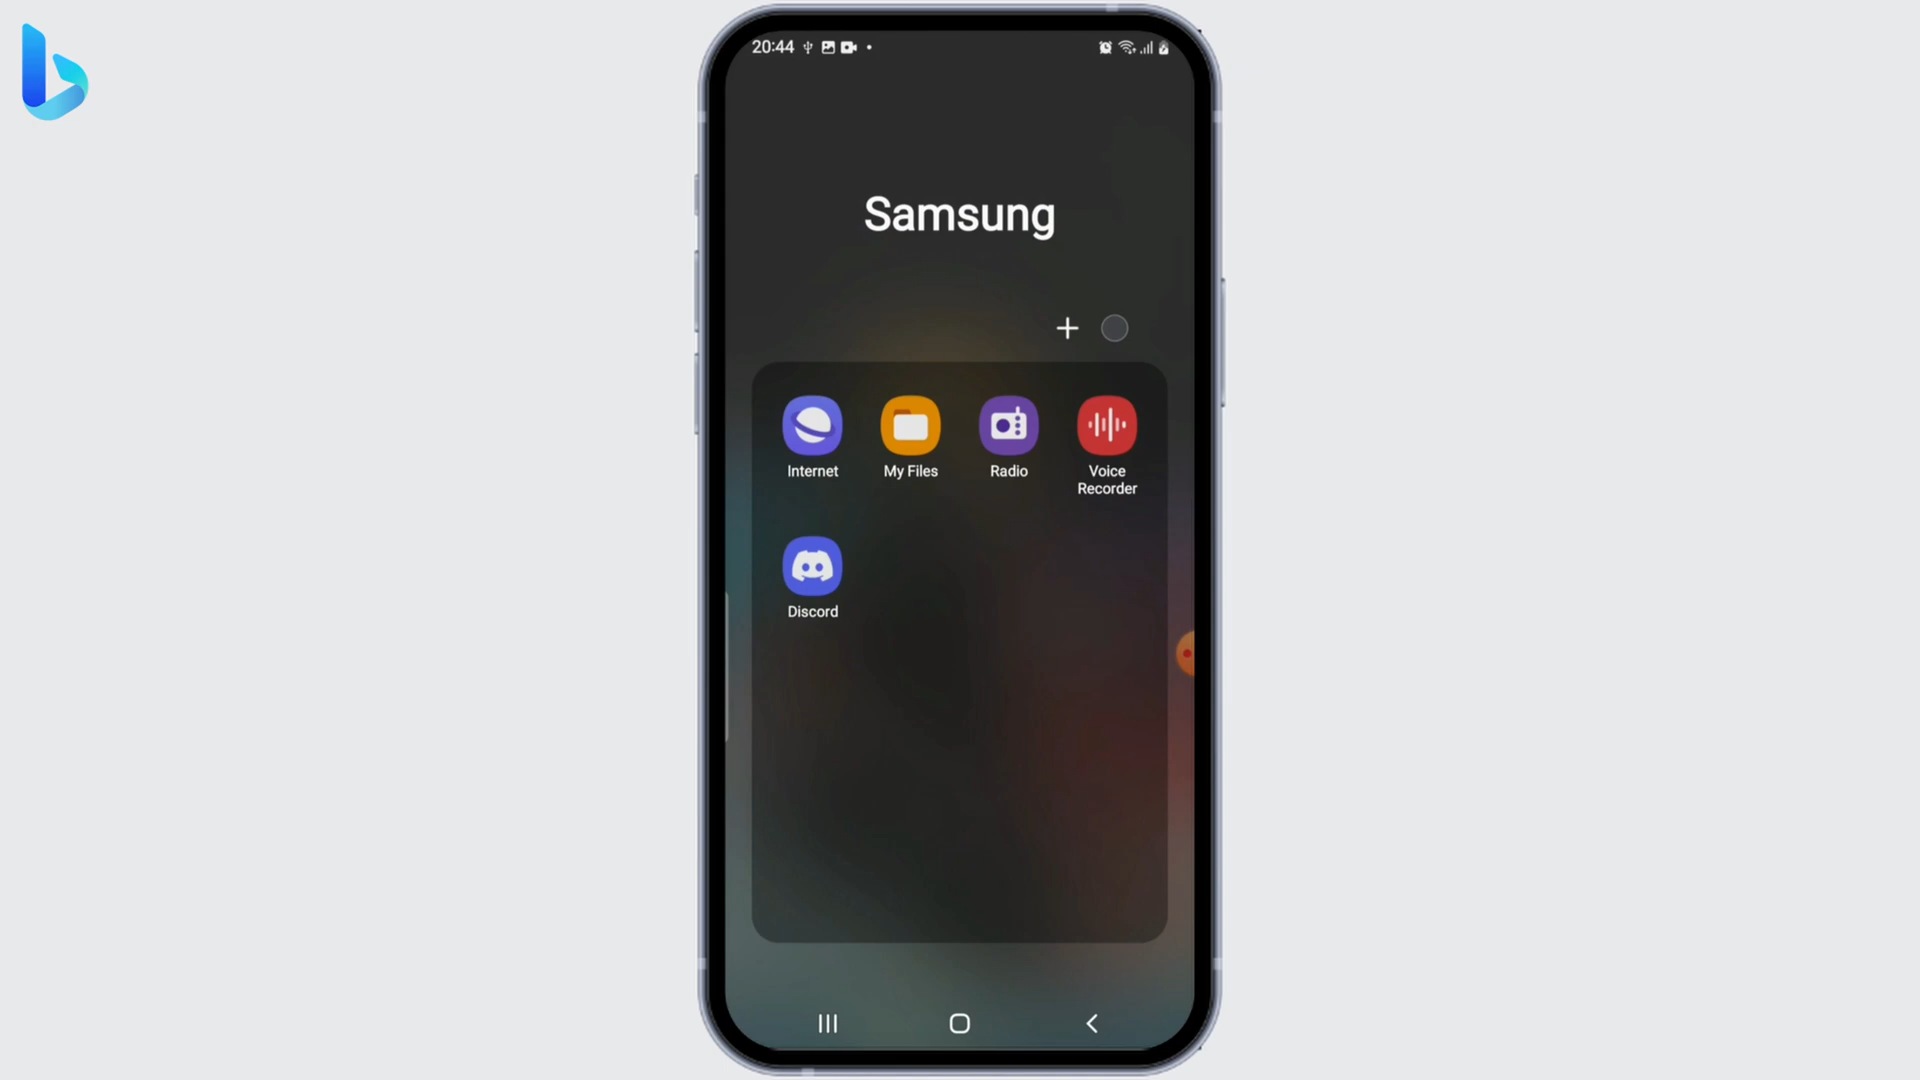 20:44
Samsung
Internet
My Files
Radio
Voice
Recorder
Discord